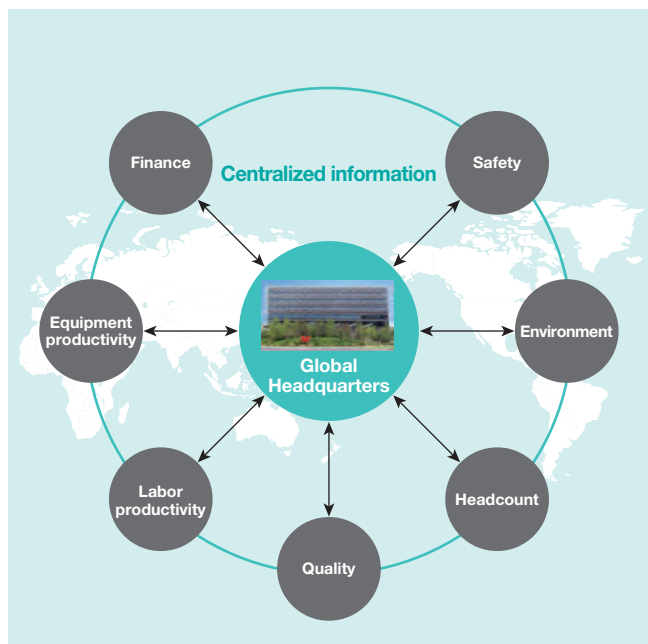 Finance
Safety
Centralized information
Equipment
productivity
Global
Headquarters
Environment
Labor
productivity
Headcount
Quality